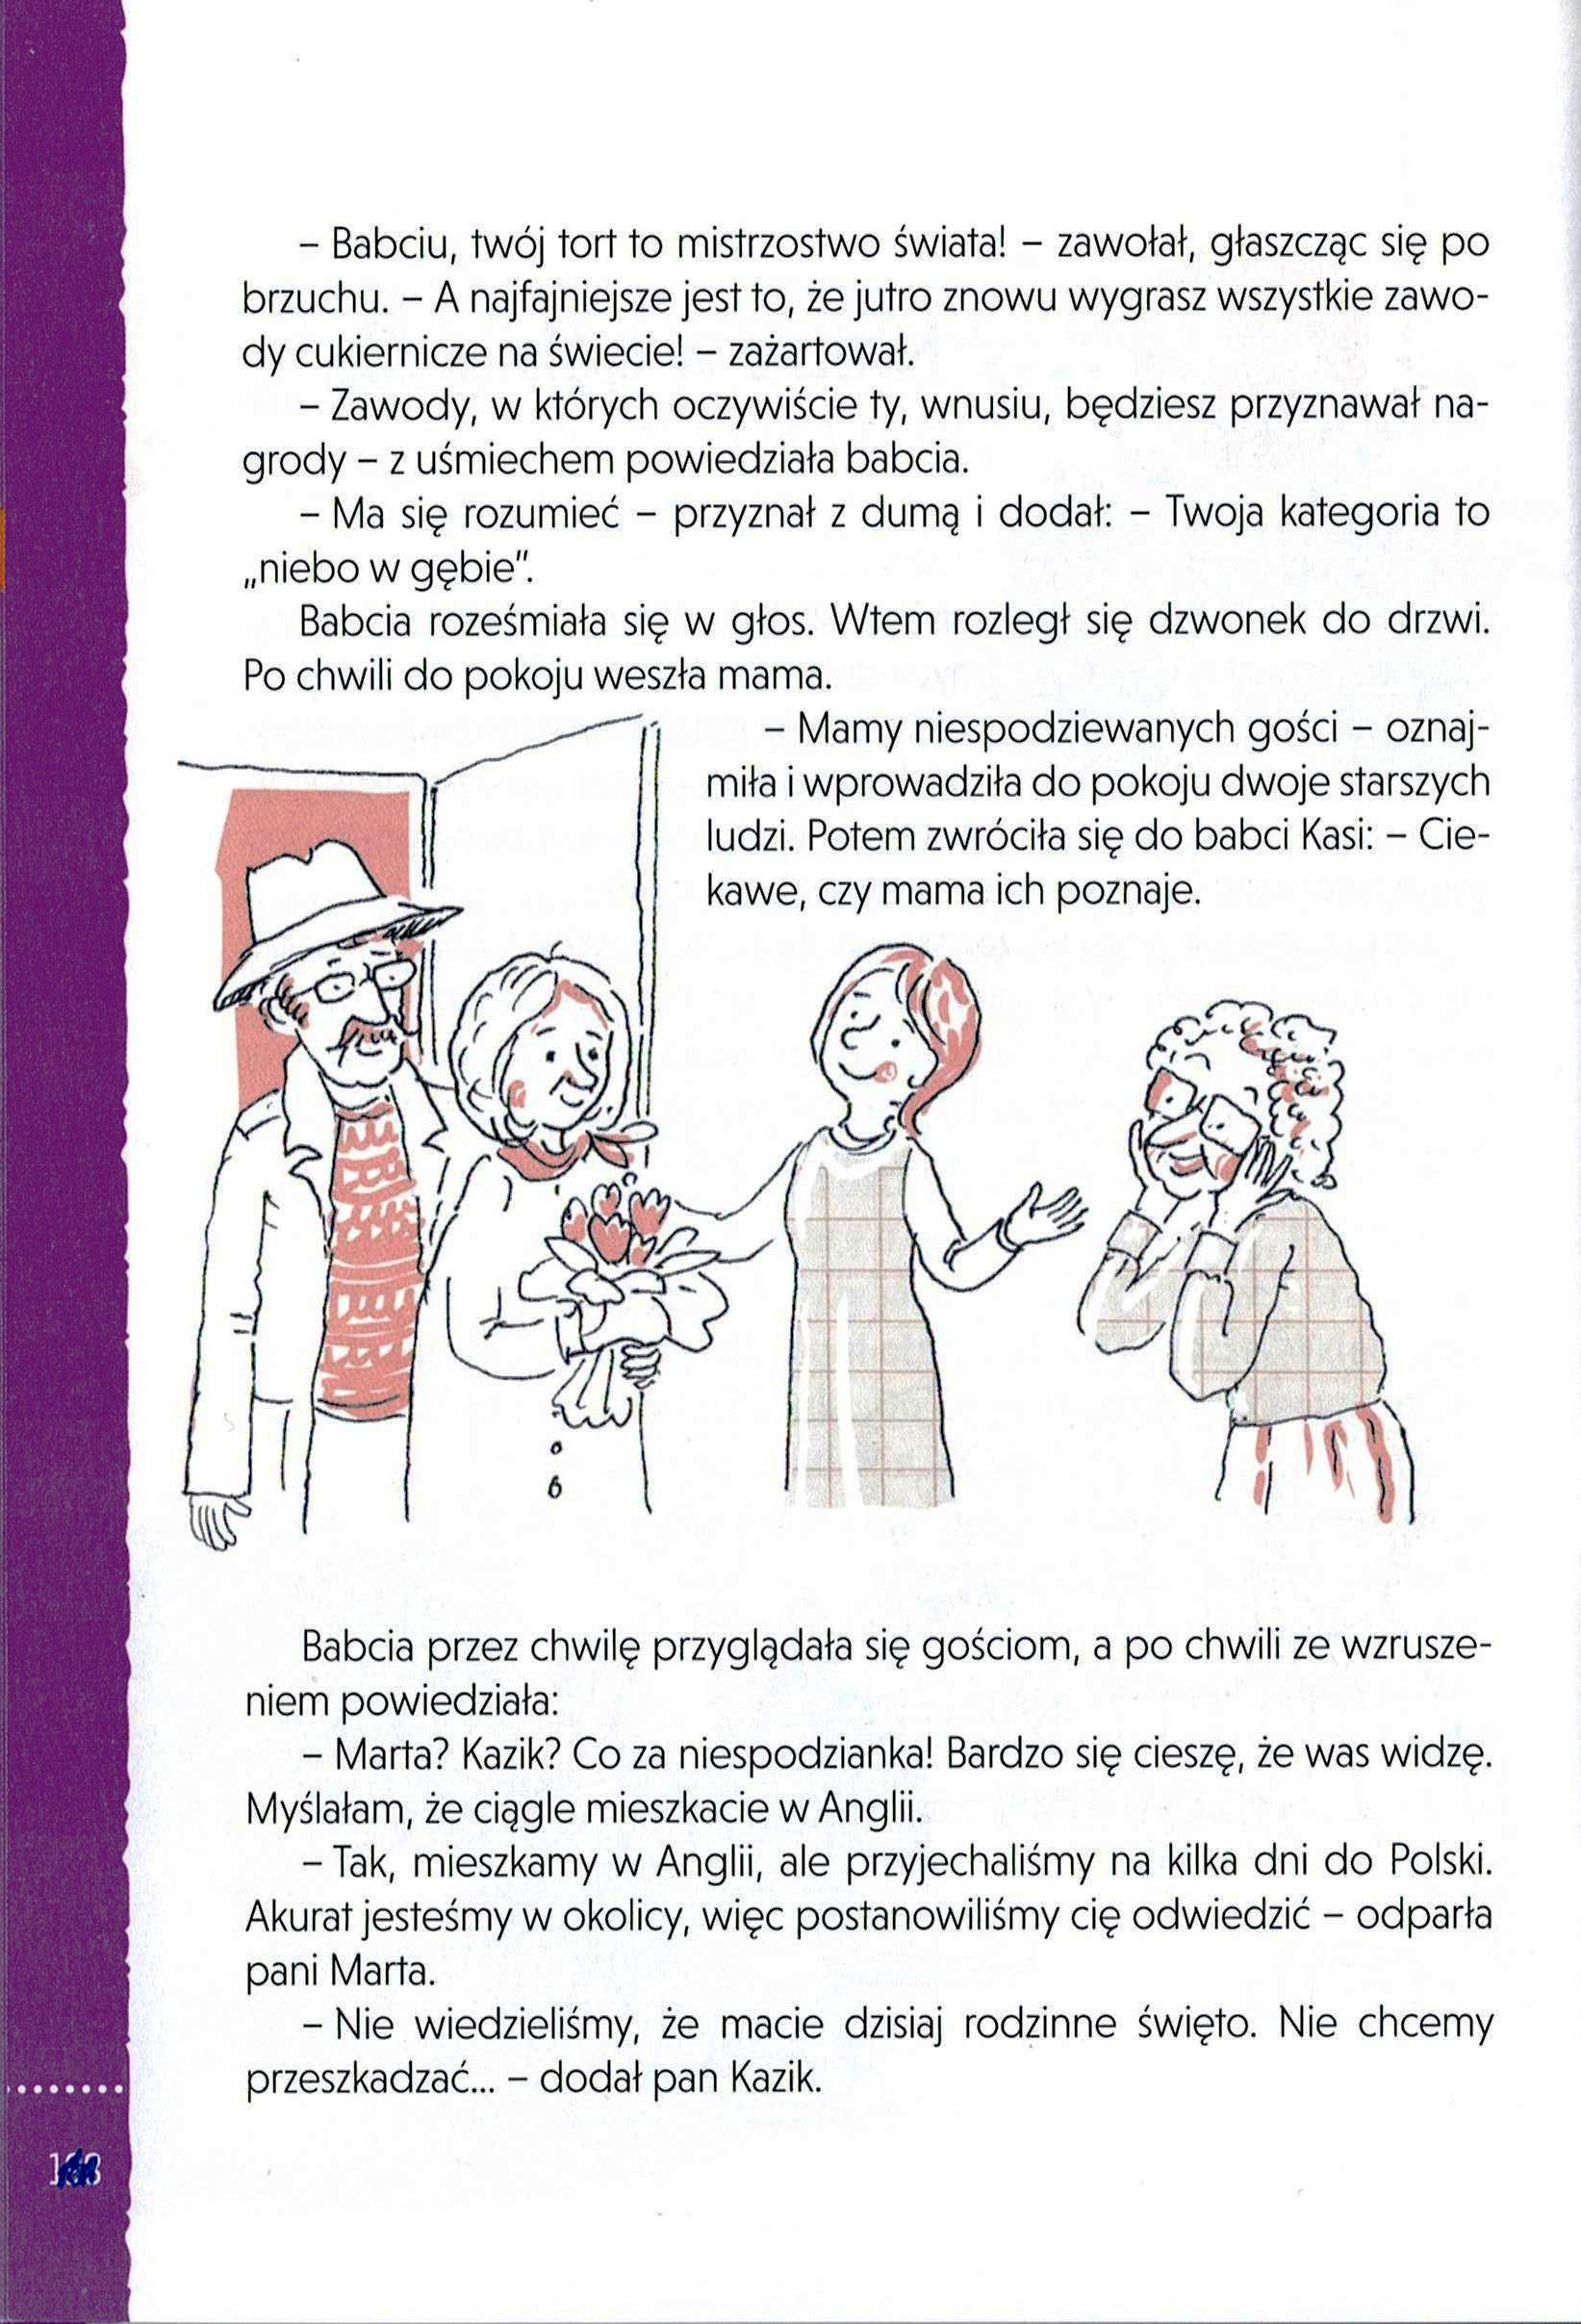 – Babciu, twój tort to mistrzostwo świata! – zawołał, głaszcząc się po
brzuchu. – A najfajniejsze jest to, że jutro znowu wygrasz wszystkie zawo-
dy cukiernicze na świecie! – zażartował.
– Zawody, w których oczywiście ty, wnusiu, będziesz przyznawał na-
grody – z uśmiechem powiedziała babcia.
– Ma się rozumieć – przyznał z dumą i dodał: – Twoja kategoria to
„niebo w gębie”.
Babcia roześmiała się w głos. Wtem rozległ się dzwonek do drzwi.
Po chwili do pokoju weszła mama.
– Mamy niespodziewanych gości – oznaj-
miła i wprowadziła do pokoju dwoje starszych
ludzi. Potem zwróciła się do babci Kasi: – Cie-
kawe, czy mama ich poznaje.
Babcia przez chwilę przyglądała się gościom, a po chwili ze wzrusze-
niem powiedziała:
– Marta? Kazik? Co za niespodzianka! Bardzo się cieszę, że was widzę.
Myślałam, że ciągle mieszkacie w Anglii.
– Tak, mieszkamy w Anglii, ale przyjechaliśmy na kilka dni do Polski.
Akurat jesteśmy w okolicy, więc postanowiliśmy cię odwiedzić – odparła
pani Marta.
– Nie wiedzieliśmy, że macie dzisiaj rodzinne święto. Nie chcemy
przeszkadzać... – dodał pan Kazik.